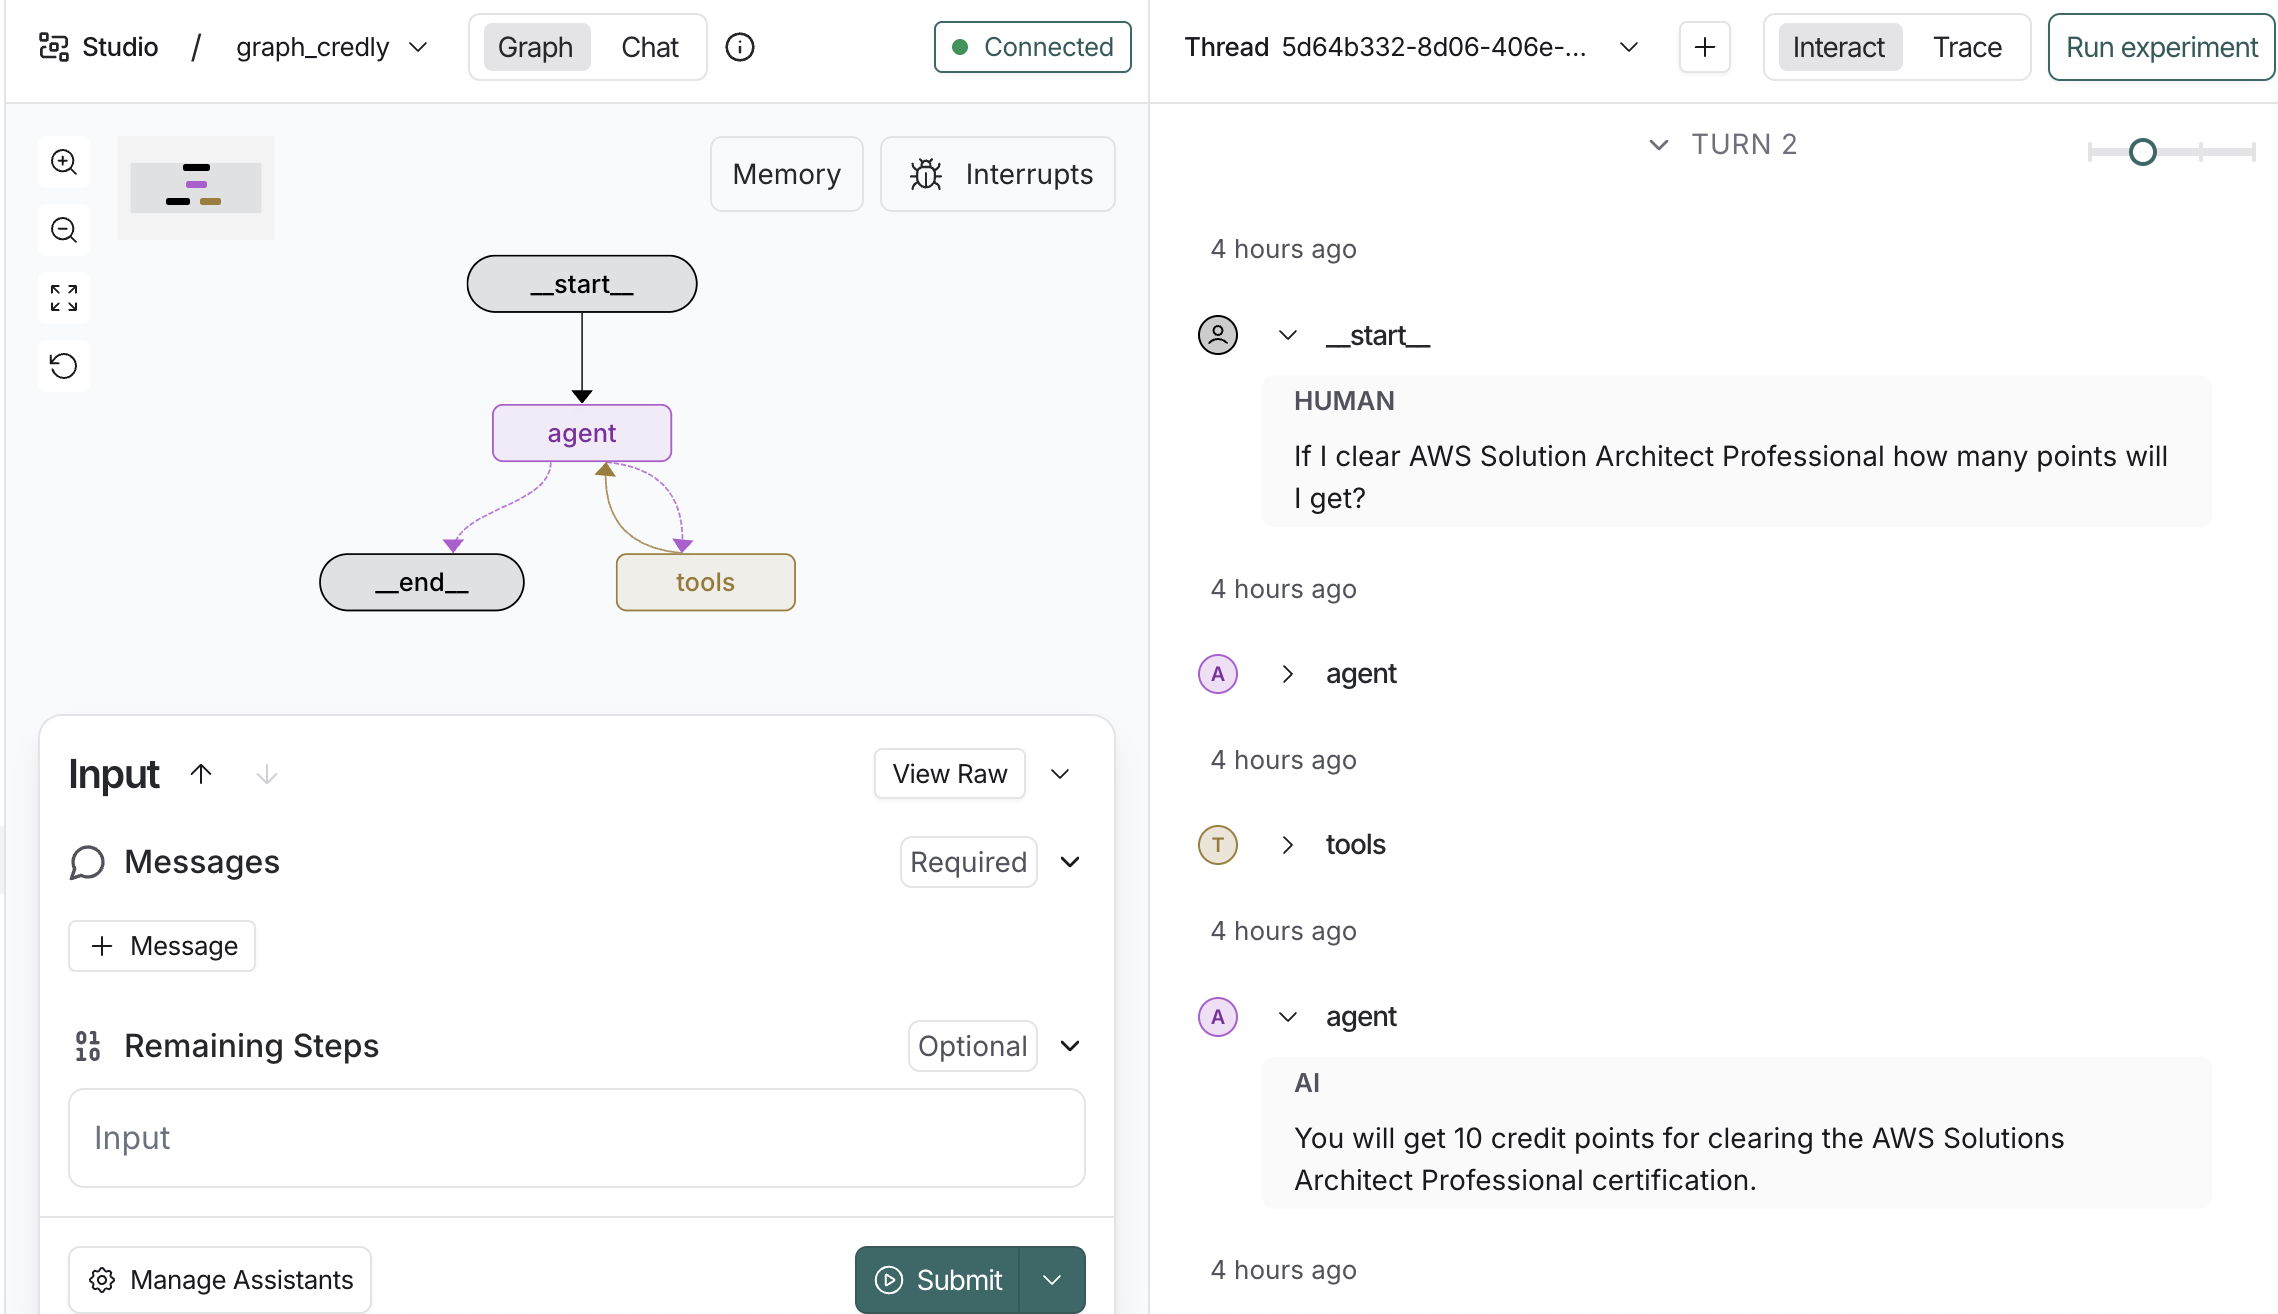 Studio / graph_credly
Graph Chat
Connected
Memory
Interrupts
__start__
agent
__end__
tools
Input
View Raw
Messages
Required
+ Message
Remaining Steps
Optional
Input
Manage Assistants
Submit
Thread 5d64b332-8d06-406e-...
+
Interact Trace
Run experiment
TURN 2
4 hours ago
__start__
HUMAN
If I clear AWS Solution Architect Professional how many points will
I get?
4 hours ago
A agent
4 hours ago
T tools
4 hours ago
A agent
AI
You will get 10 credit points for clearing the AWS Solutions
Architect Professional certification.
4 hours ago